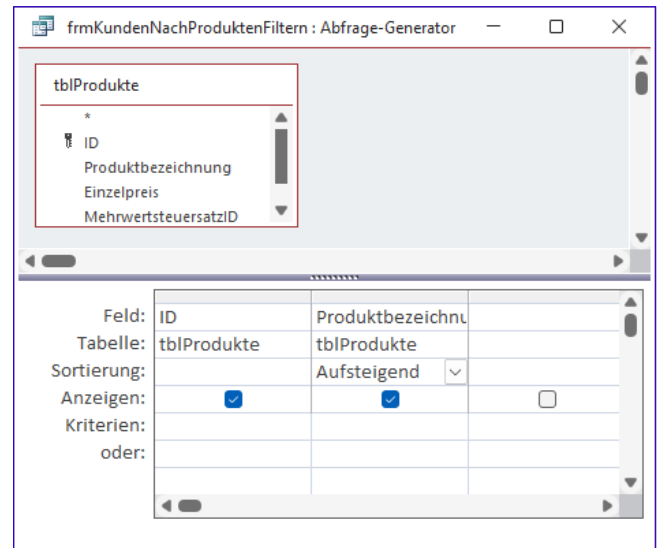 frmKundenNachProduktenFiltern : Abfrage-Generator
tblProdukte
*
ID
Produktbezeichnung
Einzelpreis
MehrwertsteuersatzID
Feld: ID Produktbezeichnu
Tabelle: tblProdukte tblProdukte
Sortierung: Aufsteigend
Anzeigen:
Kriterien:
oder: